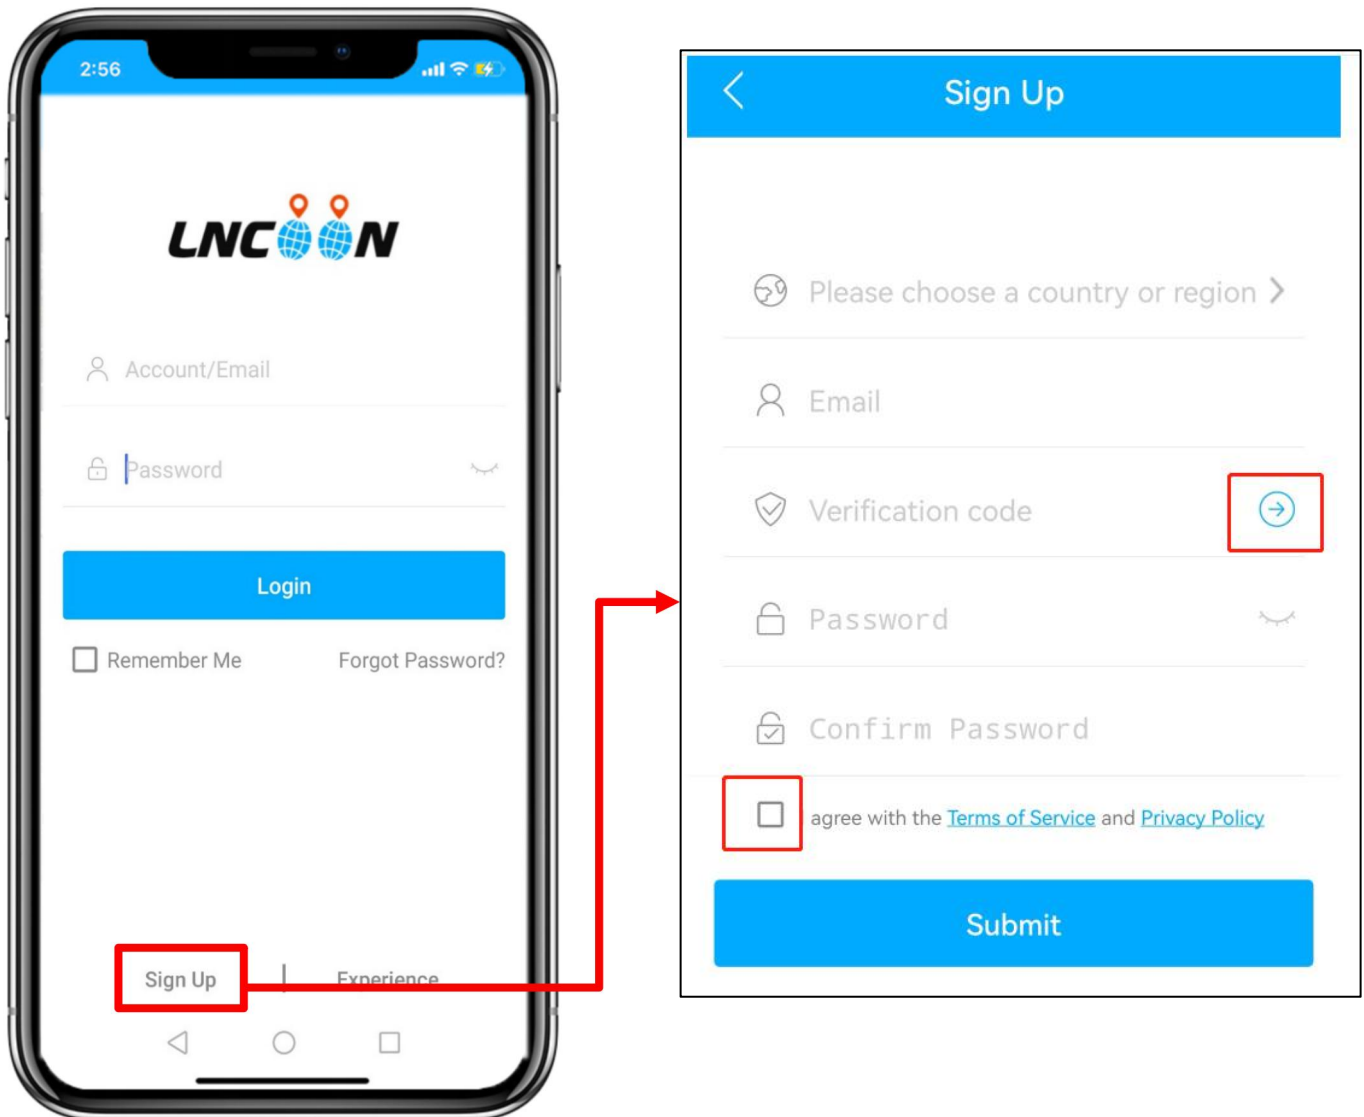 2:56
LNCOON
Account/Email
Password
Login
Remember Me
Forgot Password?
Sign Up
Experience
Sign Up
Please choose a country or region
Email
Verification code
Password
Confirm Password
agree with the Terms of Service and Privacy Policy
Submit